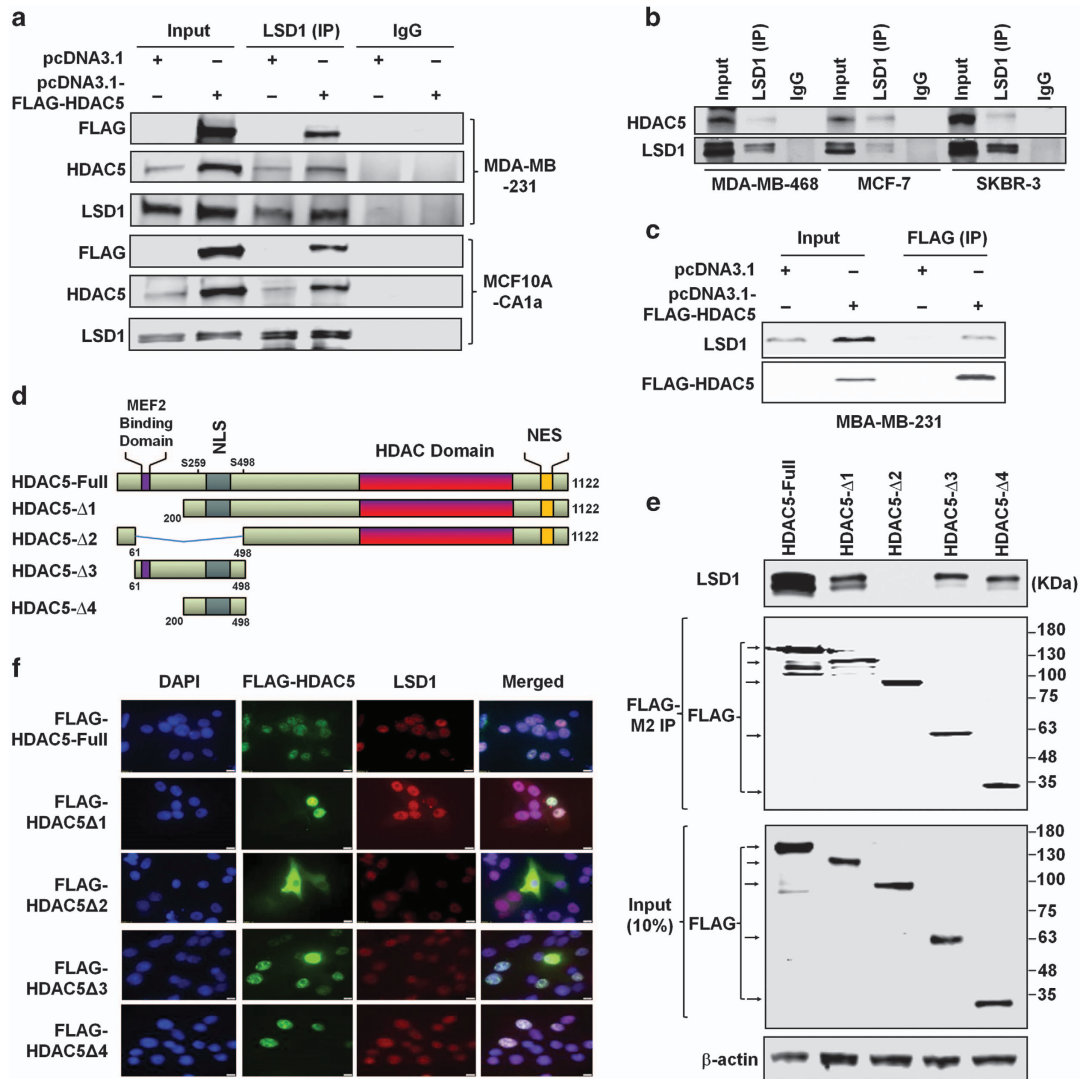 a
Input LSD1 (IP) IgG
pcDNA3.1 + – + – + –
pcDNA3.1-
FLAG-HDAC5 – + – + – +
FLAG
HDAC5
LSD1
MDA-MB
-231
FLAG
HDAC5
LSD1
MCF10A
-CA1a
b
Input LSD1 (IP) IgG Input LSD1 (IP) IgG Input LSD1 (IP) IgG
HDAC5
LSD1
MDA-MB-468 MCF-7 SKBR-3
c
Input FLAG (IP)
pcDNA3.1 + – + –
pcDNA3.1-
FLAG-HDAC5 – + – +
LSD1
FLAG-HDAC5
MBA-MB-231
d
MEF2
Binding
Domain
NLS
HDAC Domain
NES
S259 S498
HDAC5-Full 1122
HDAC5-Δ1 200 1122
HDAC5-Δ2 61 498 1122
HDAC5-Δ3 61 498
HDAC5-Δ4 200 498
e
HDAC5-Full HDAC5-Δ1 HDAC5-Δ2 HDAC5-Δ3 HDAC5-Δ4
LSD1
(KDa)
FLAG-
M2 IP
FLAG
180
130
100
75
63
48
35
Input
(10%)
FLAG
180
130
100
75
63
48
35
β-actin
f
DAPI FLAG-HDAC5 LSD1 Merged
FLAG-
HDAC5-Full
FLAG-
HDAC5Δ1
FLAG-
HDAC5Δ2
FLAG-
HDAC5Δ3
FLAG-
HDAC5Δ4